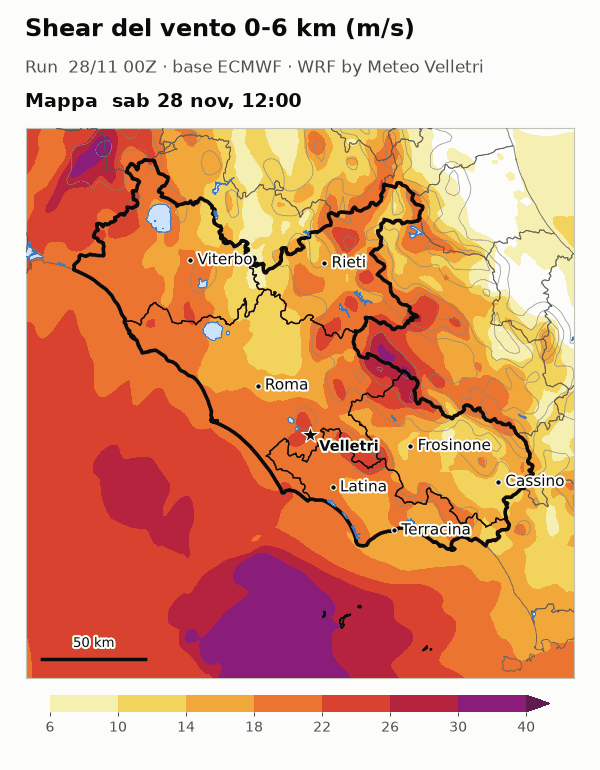 Shear del vento 0-6 km (m/s)
Run 28/11 00Z · base ECMWF · WRF by Meteo Velletri
Mappa sab 28 nov, 12:00
Viterbo
Rieti
Roma
Velletri
Frosinone
Latina
Cassino
Terracina
50 km
6 10 14 18 22 26 30 40